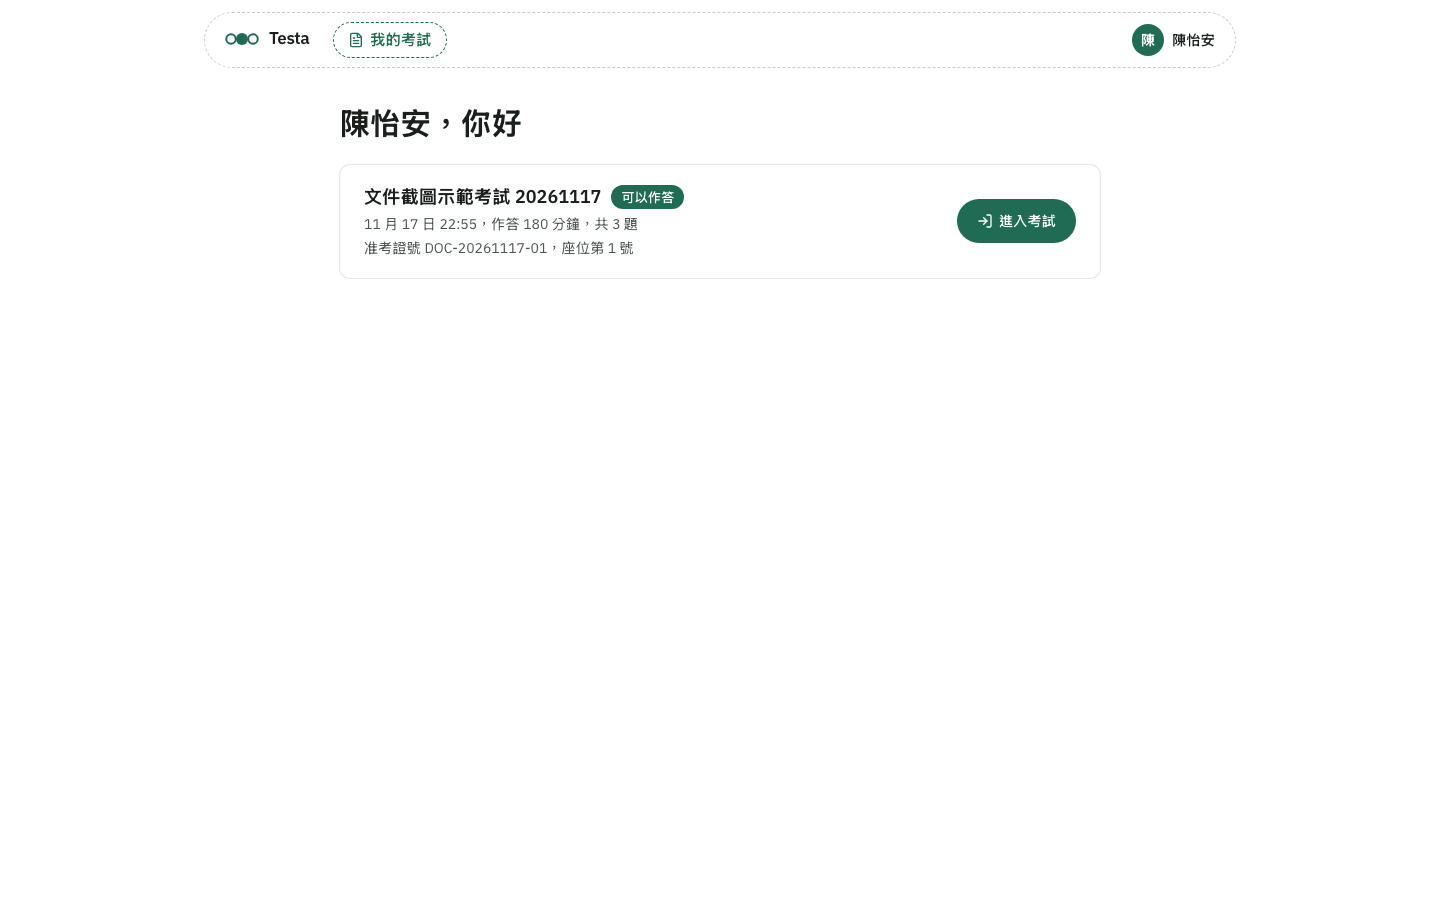 Testa
我的考試
陳
陳怡安
陳怡安，你好
文件截圖示範考試 20261117
可以作答
11 月 17 日 22:55，作答 180 分鐘，共 3 題
准考證號 DOC-20261117-01，座位第 1 號
進入考試